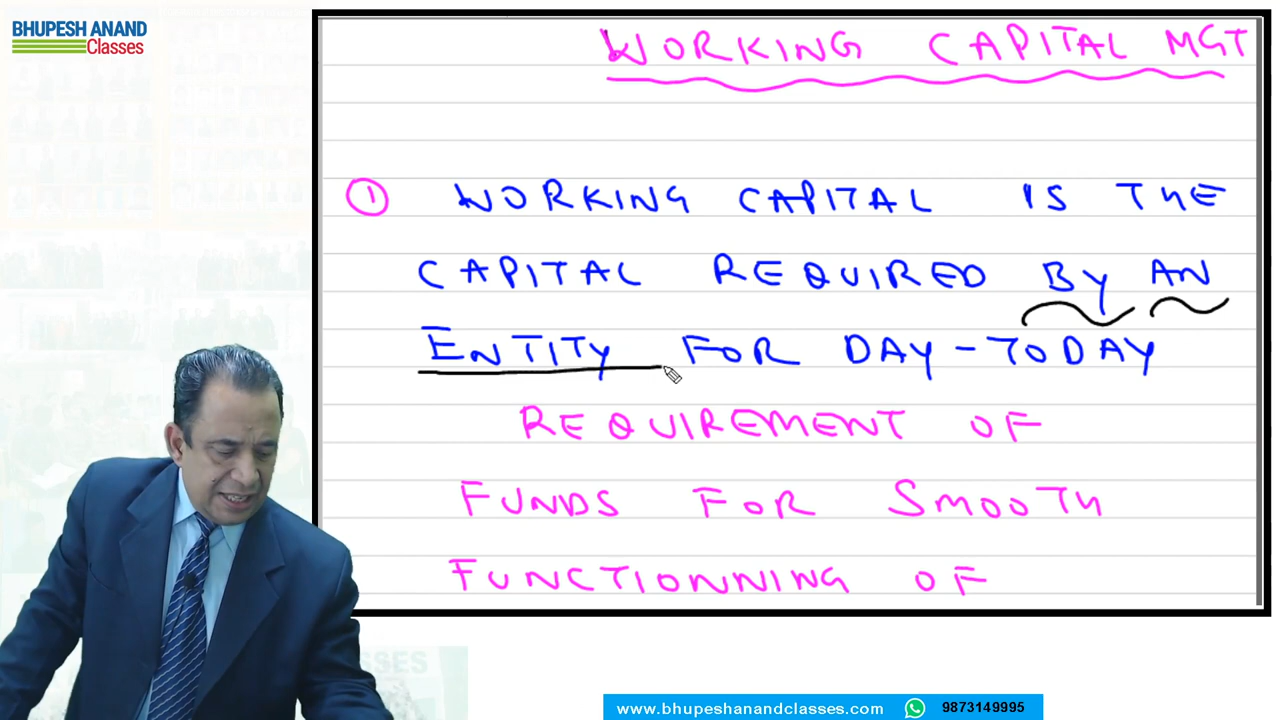 BHUPESH ANAND
Classes
WORKING CAPITAL MGT
1 WORKING CAPITAL IS THE
CAPITAL REQUIRED BY AN
ENTITY FOR DAY-TODAY
REQUIREMENT OF
FUNDS FOR SMOOTH
FUNCTIONNING OF
www.bhupeshanandclasses.com 9873149995